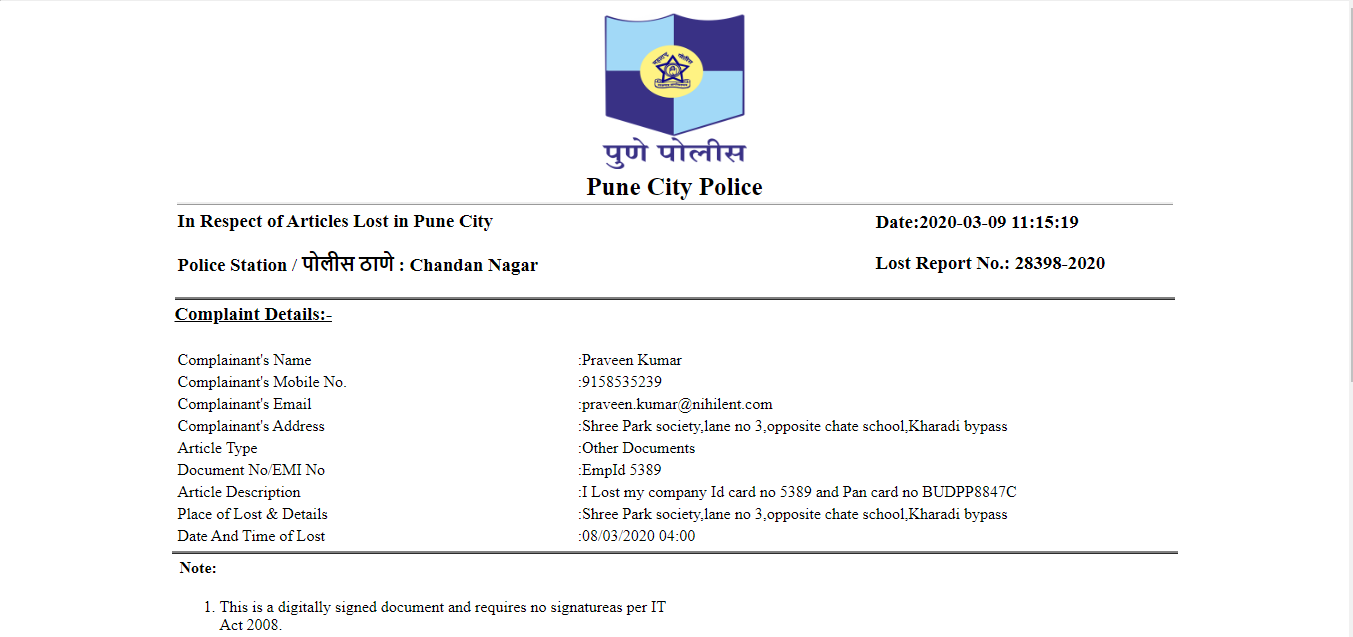 पुणे पोलीस
Pune City Police
In Respect of Articles Lost in Pune City Date:2020-03-09 11:15:19
Police Station / पोलीस ठाणे : Chandan Nagar Lost Report No.: 28398-2020
Complaint Details:-
Complainant's Name :Praveen Kumar
Complainant's Mobile No. :9158535239
Complainant's Email :praveen.kumar@nihilent.com
Complainant's Address :Shree Park society,lane no 3,opposite chate school,Kharadi bypass
Article Type :Other Documents
Document No/EMI No :EmpId 5389
Article Description :I Lost my company Id card no 5389 and Pan card no BUDPP8847C
Place of Lost & Details :Shree Park society,lane no 3,opposite chate school,Kharadi bypass
Date And Time of Lost :08/03/2020 04:00
Note:
1. This is a digitally signed document and requires no signatureas per IT
Act 2008.